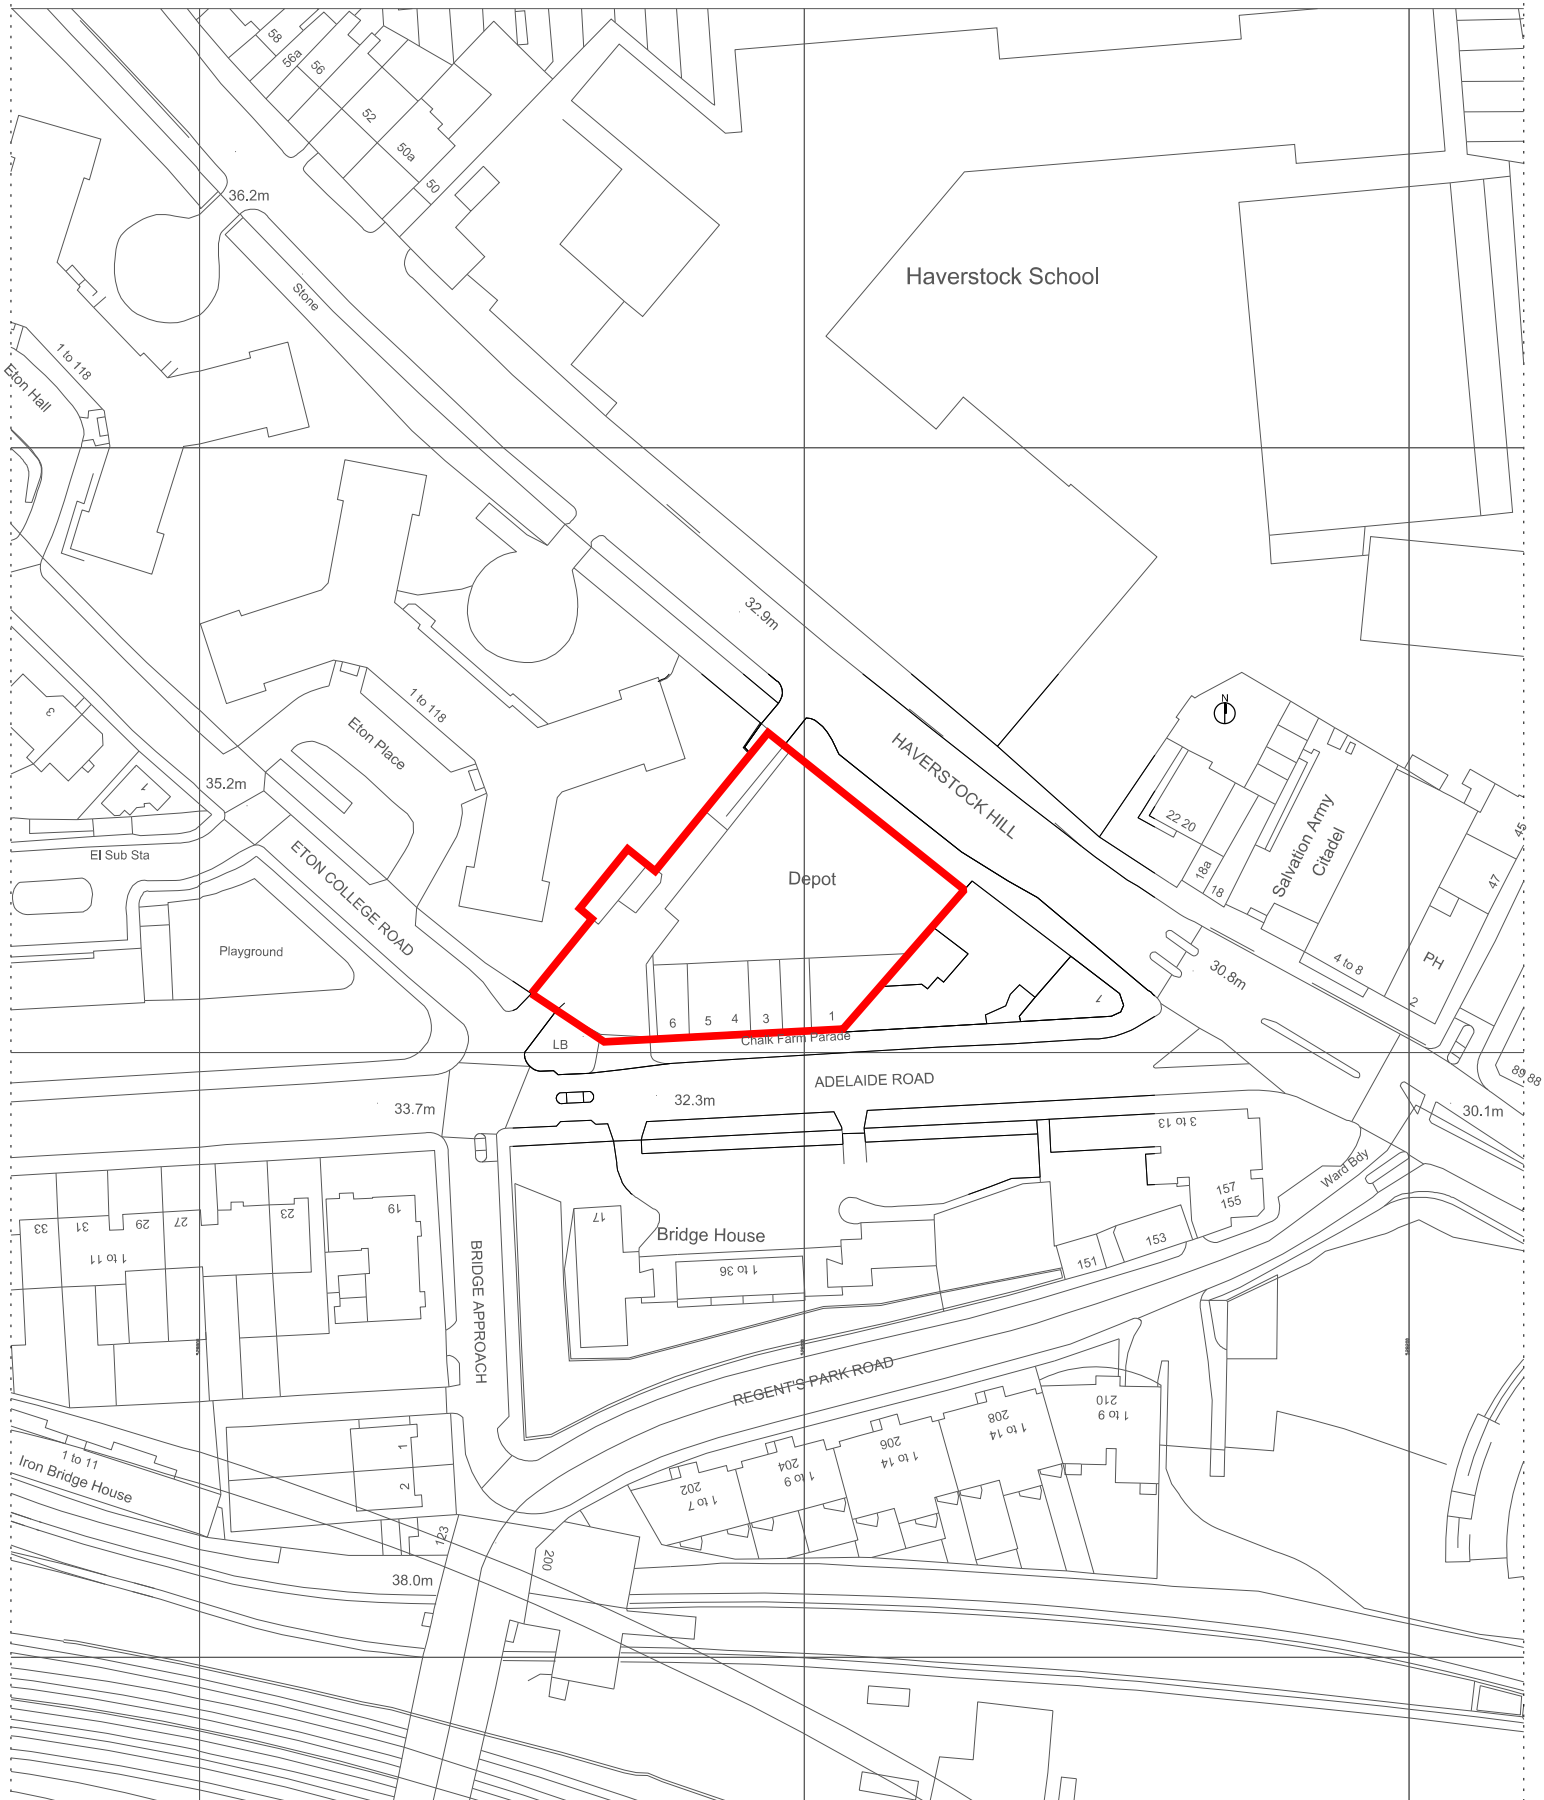 58
56a
56
52
50a
50
36.2m
Stone
Haverstock School
1 to 118
Eton Hall
32.9m
N
1 to 118
Eton Place
3
1
35.2m
El Sub Sta
ETON COLLEGE ROAD
Playground
HAVERSTOCK HILL
22 20
18a
18
Salvation Army
Citadel
45
47
PH
4 to 8
2
30.8m
Depot
6
5
4
3
1
7
Chalk Farm Parade
LB
ADELAIDE ROAD
89 88
30.1m
33.7m
32.3m
3 to 13
Ward Bdy
157
155
153
151
33
31
29
27
23
19
1 to 11
17
Bridge House
1 to 36
BRIDGE APPROACH
REGENT'S PARK ROAD
210
1 to 9
208
1 to 14
206
1 to 14
204
1 to 9
202
1 to 7
1
2
1 to 11
Iron Bridge House
123
200
38.0m